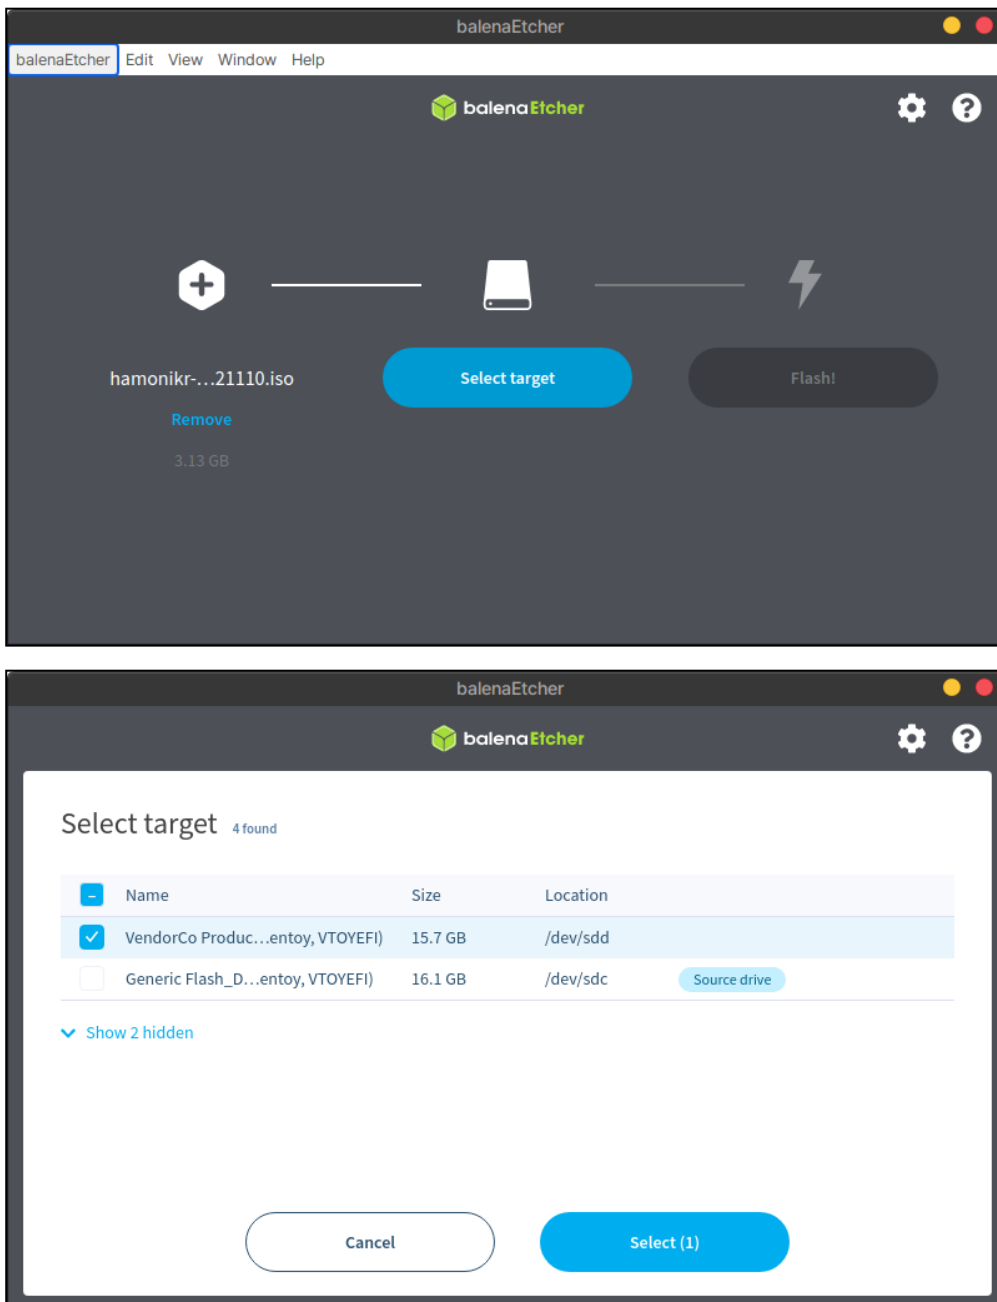 balenaEtcher
balenaEtcher Edit View Window Help
balenaEtcher
hamonikr-...21110.iso
Select target
Flash!
Remove
3.13 GB
balenaEtcher
balenaEtcher
Select target 4 found
Name Size Location
VendorCo Produc...entoy, VTOYEFI) 15.7 GB /dev/sdd
Generic Flash_D...entoy, VTOYEFI) 16.1 GB /dev/sdc Source drive
Show 2 hidden
Cancel Select (1)